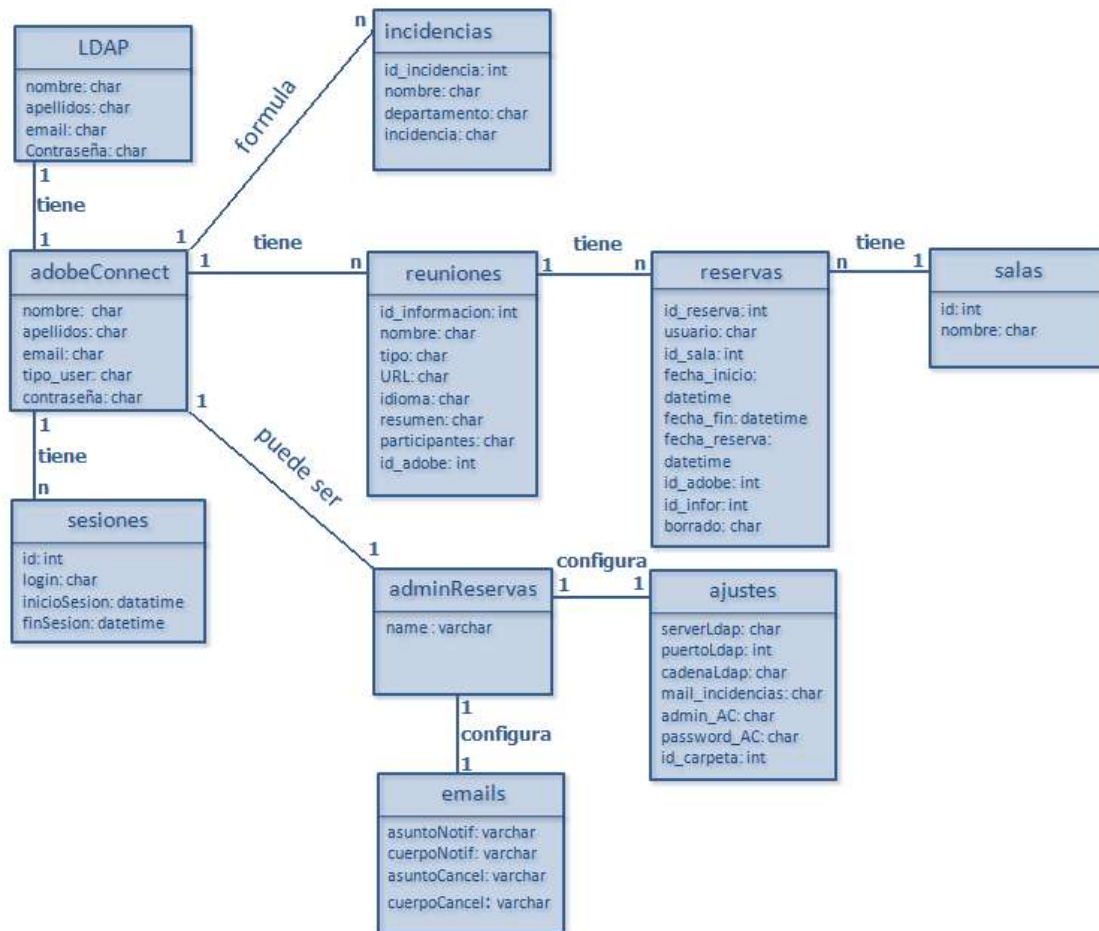 LDAP
nombre: char
apellidos: char
email: char
Contraseña: char
1
tiene
1
n
incidencias
id_incidencia: int
nombre: char
departamento: char
incidencia: char
formula
1
adobeConnect
nombre: char
apellidos: char
email: char
tipo_user: char
contraseña: char
1
tiene
n
reuniones
id_informacion: int
nombre: char
tipo: char
URL: char
idioma: char
resumen: char
participantes: char
id_adobe: int
1
tiene
n
reservas
id_reserva: int
usuario: char
id_sala: int
fecha_inicio:
datetime
fecha_fin: datetime
fecha_reserva:
datetime
id_adobe: int
id_infor: int
borrado: char
n
tiene
1
salas
id: int
nombre: char
1
tiene
n
sesiones
id: int
login: char
inicioSesion: datatime
finSesion: datetime
1
puede ser
1
adminReservas
name : varchar
configura
1
1
ajustes
serverLdap: char
puertoLdap: int
cadenaLdap: char
mail_incidencias: char
admin_AC: char
password_AC: char
id_carpeta: int
1
configura
1
emails
asuntoNotif: varchar
cuerpoNotif: varchar
asuntoCancel: varchar
cuerpoCancel: varchar